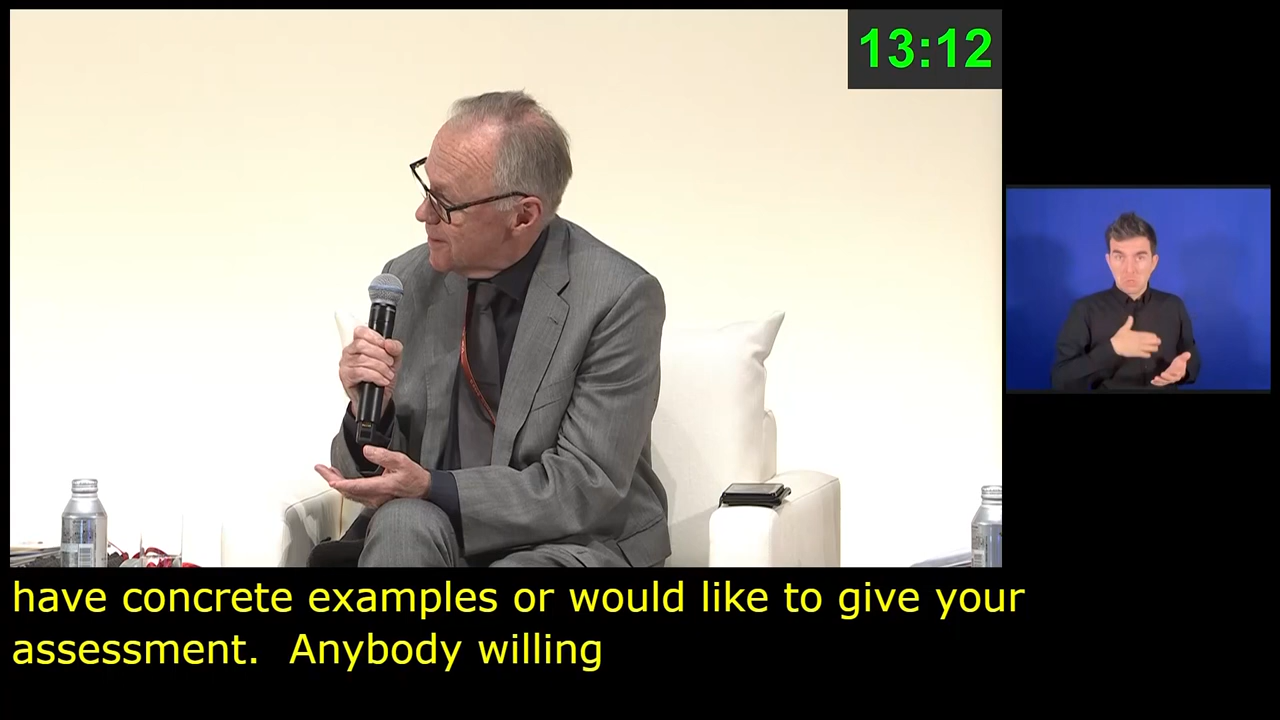 13:12
have concrete examples or would like to give your
assessment.  Anybody willing